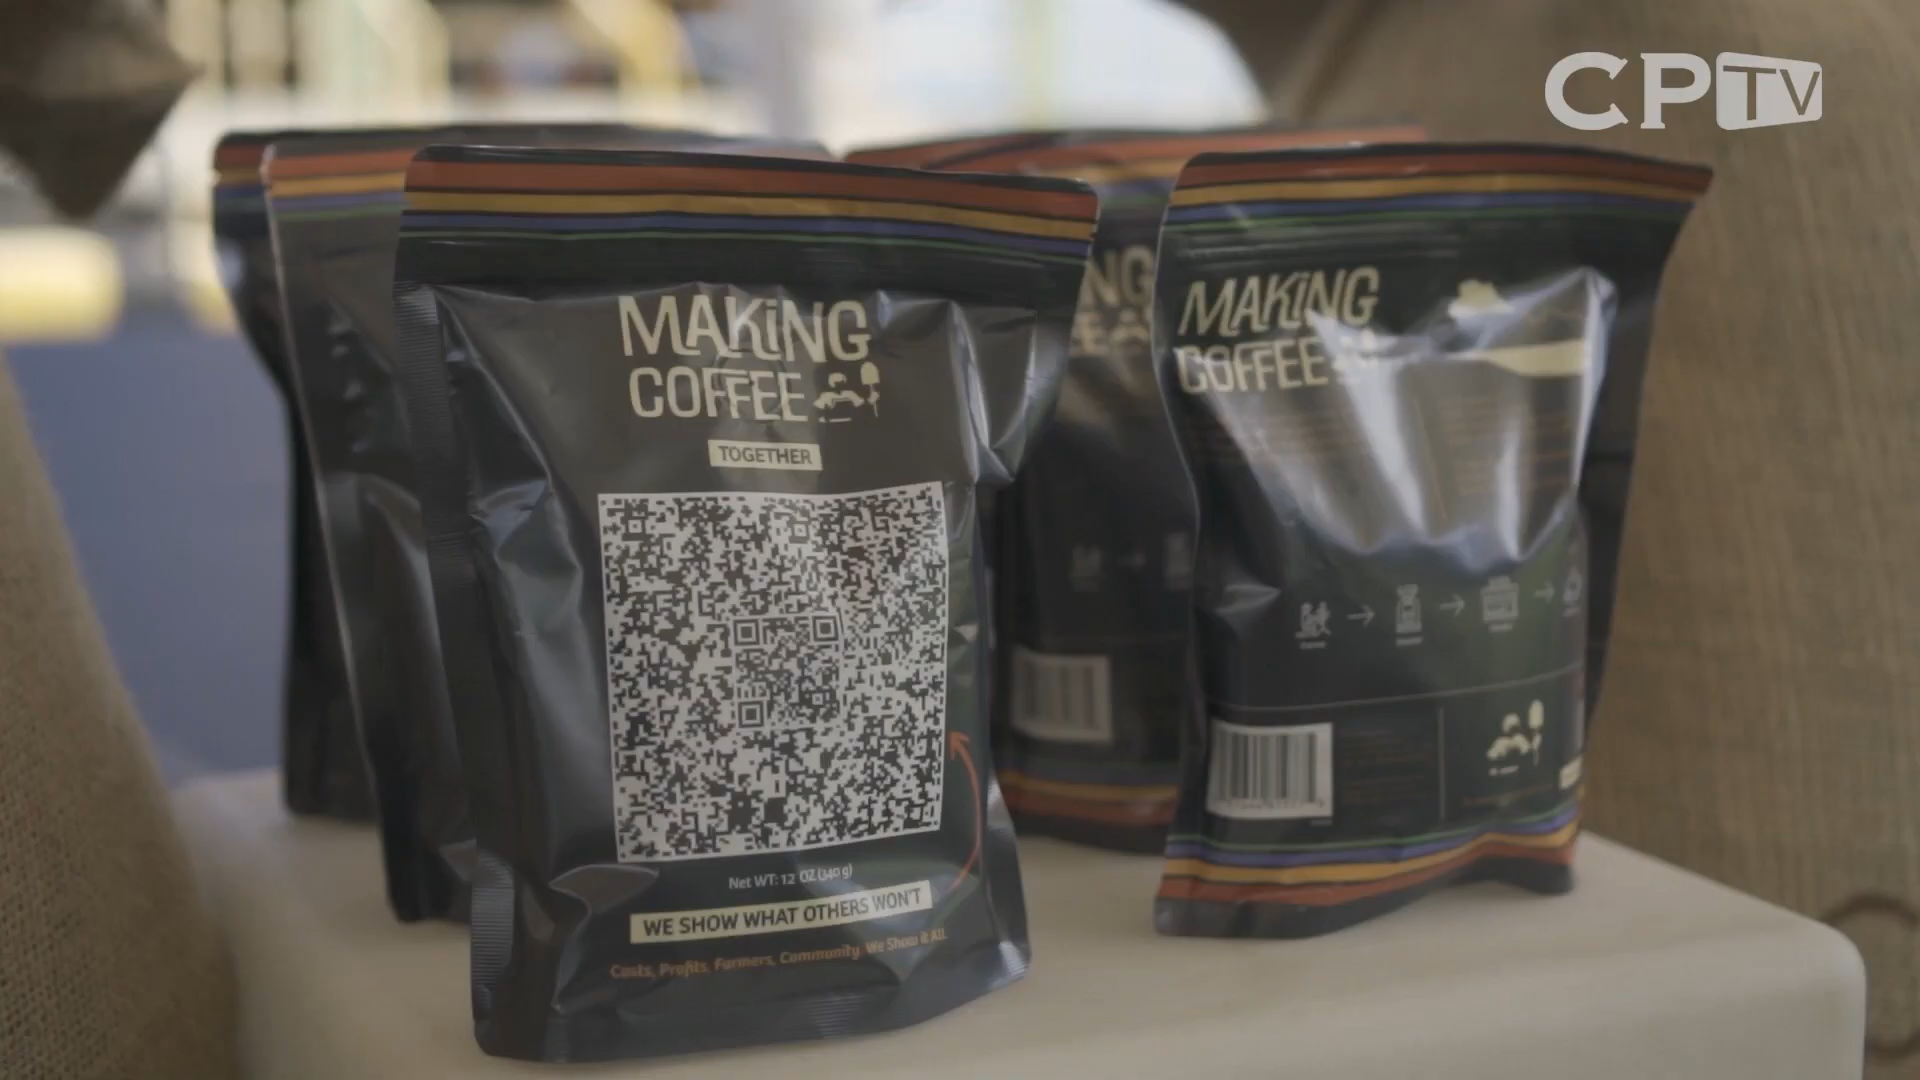 CPTV
MAKiNG
COFFEE
TOGETHER
Net WT: 12 OZ (340 g)
WE SHOW WHAT OTHERS WON'T
Costs, Profits, Farmers, Community. We Show it All.
NG
MAKiNG
COFFEE